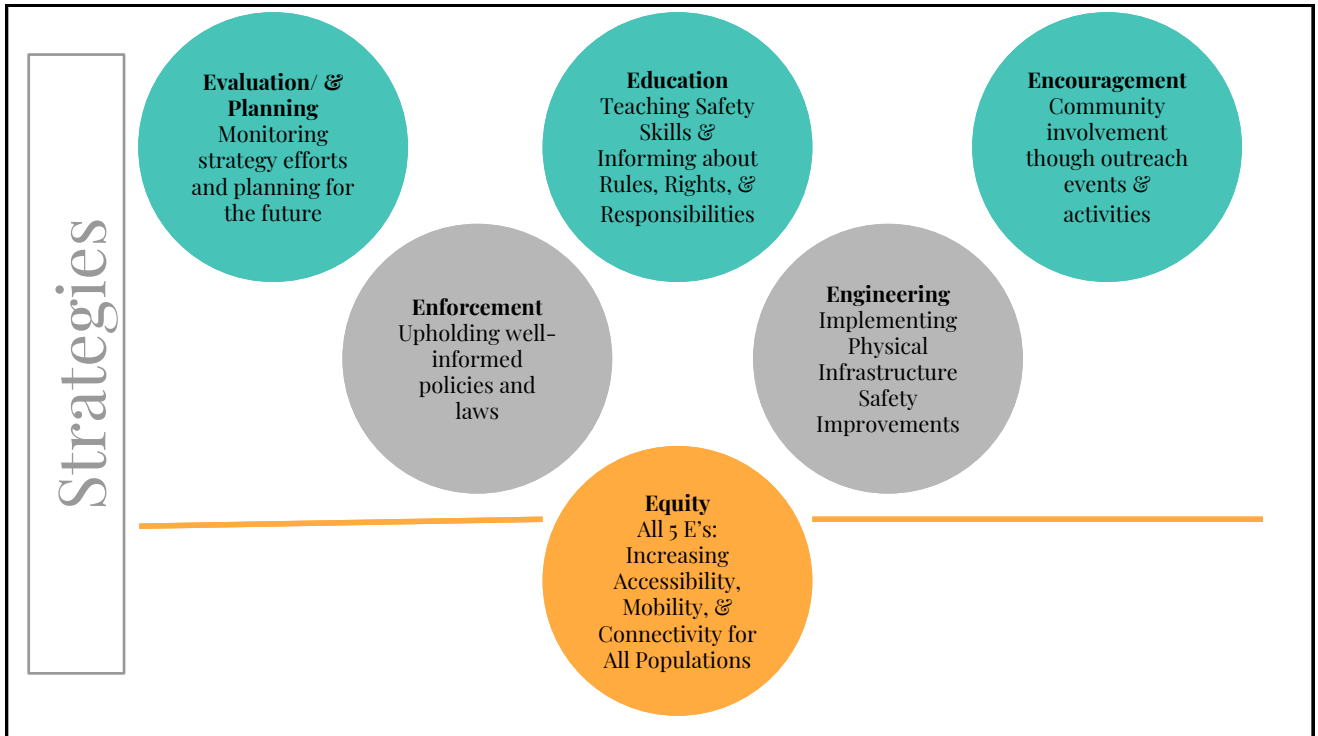 Strategies
Evaluation/ &
Planning
Monitoring
strategy efforts
and planning for
the future
Education
Teaching Safety
Skills &
Informing about
Rules, Rights, &
Responsibilities
Encouragement
Community
involvement
though outreach
events &
activities
Enforcement
Upholding well-
informed
policies and
laws
Engineering
Implementing
Physical
Infrastructure
Safety
Improvements
Equity
All 5 E's:
Increasing
Accessibility,
Mobility, &
Connectivity for
All Populations